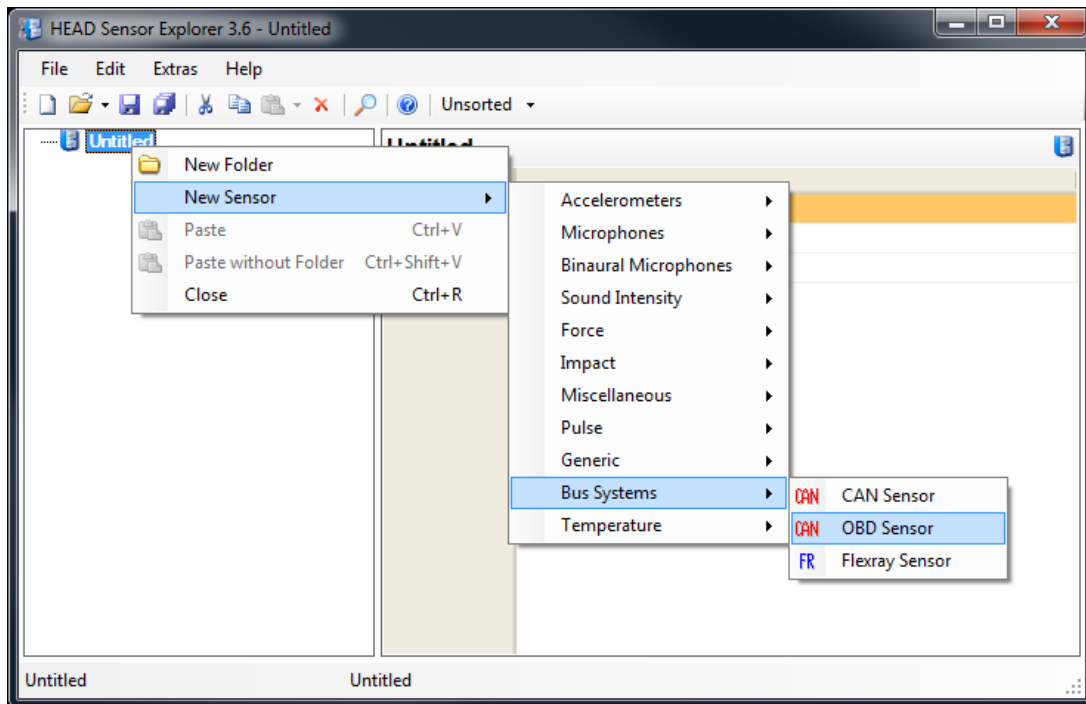 HEAD Sensor Explorer 3.6 - Untitled
File Edit Extras Help
Unsorted
Untitled
Untitled
New Folder
New Sensor
Paste Ctrl+V
Paste without Folder Ctrl+Shift+V
Close Ctrl+R
Accelerometers
Microphones
Binaural Microphones
Sound Intensity
Force
Impact
Miscellaneous
Pulse
Generic
Bus Systems
Temperature
CAN CAN Sensor
CAN OBD Sensor
FR Flexray Sensor
Untitled Untitled